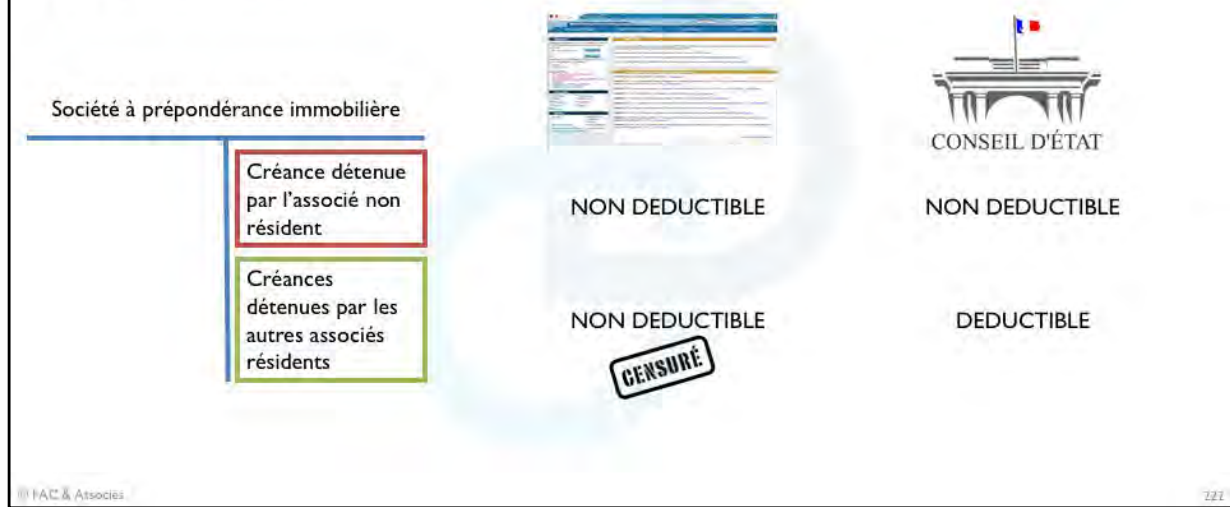 Société à prépondérance immobilière
CONSEIL D'ÉTAT
Créance détenue
par l'associé non
résident
NON DEDUCTIBLE
NON DEDUCTIBLE
Créances
détenues par les
autres associés
résidents
NON DEDUCTIBLE
DEDUCTIBLE
CENSURÉ
© FAC & Associés
222